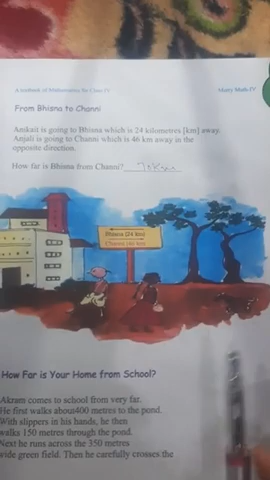 A textbook of Mathematics for Class IV
Marry Math-IV
From Bhisna to Channi
Anikait is going to Bhisna which is 24 kilometres [km] away.
Anjali is going to Channi which is 46 km away in the
opposite direction.
How far is Bhisna from Channi? 70km
Bhisna (24 km)
Channi (46 km)
How Far is Your Home from School?
Akram comes to school from very far.
He first walks about400 metres to the pond.
With slippers in his hands, he then
walks 150 metres through the pond.
Next he runs across the 350 metres
wide green field. Then he carefully crosses the